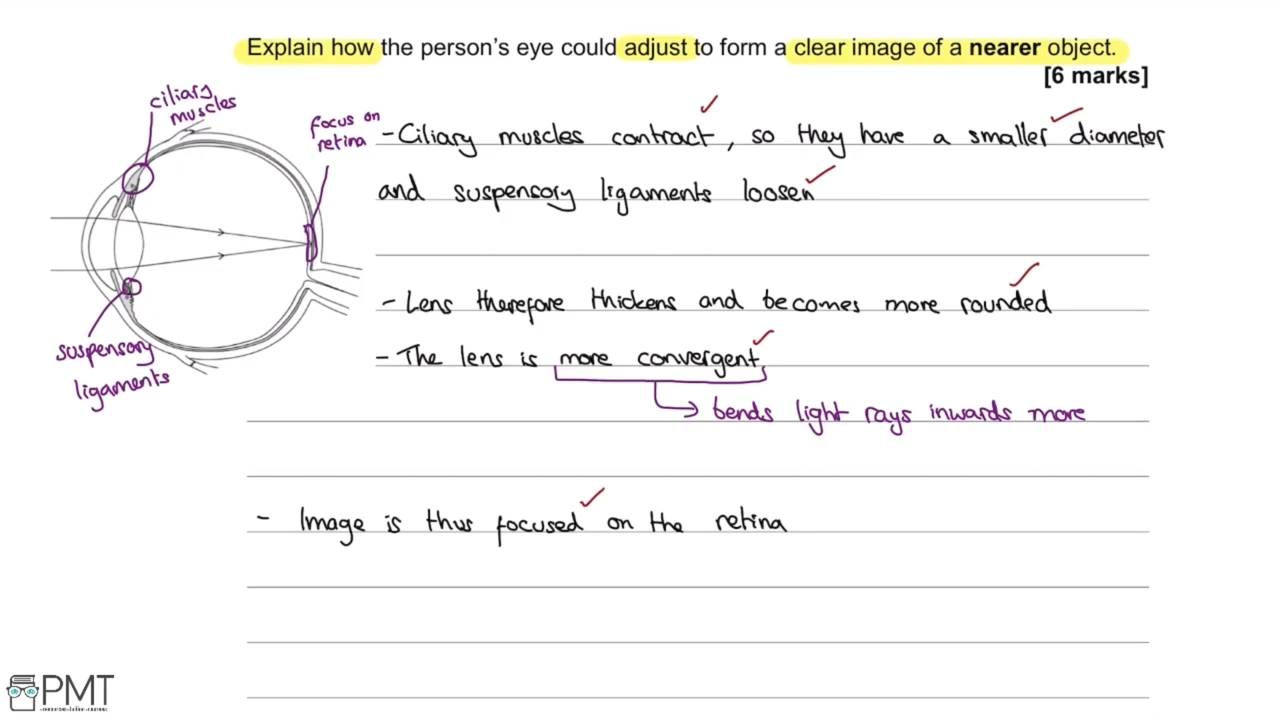 Explain how the person's eye could adjust to form a clear image of a nearer object.
[6 marks]
ciliary
muscles
focus on
retina
- Ciliary muscles contract, so they have a smaller diameter
and suspensory ligaments loosen
- Lens therefore thickens and becomes more rounded
- The lens is more convergent
suspensory
ligaments
bends light rays inwards more
- Image is thus focused on the retina
PMT